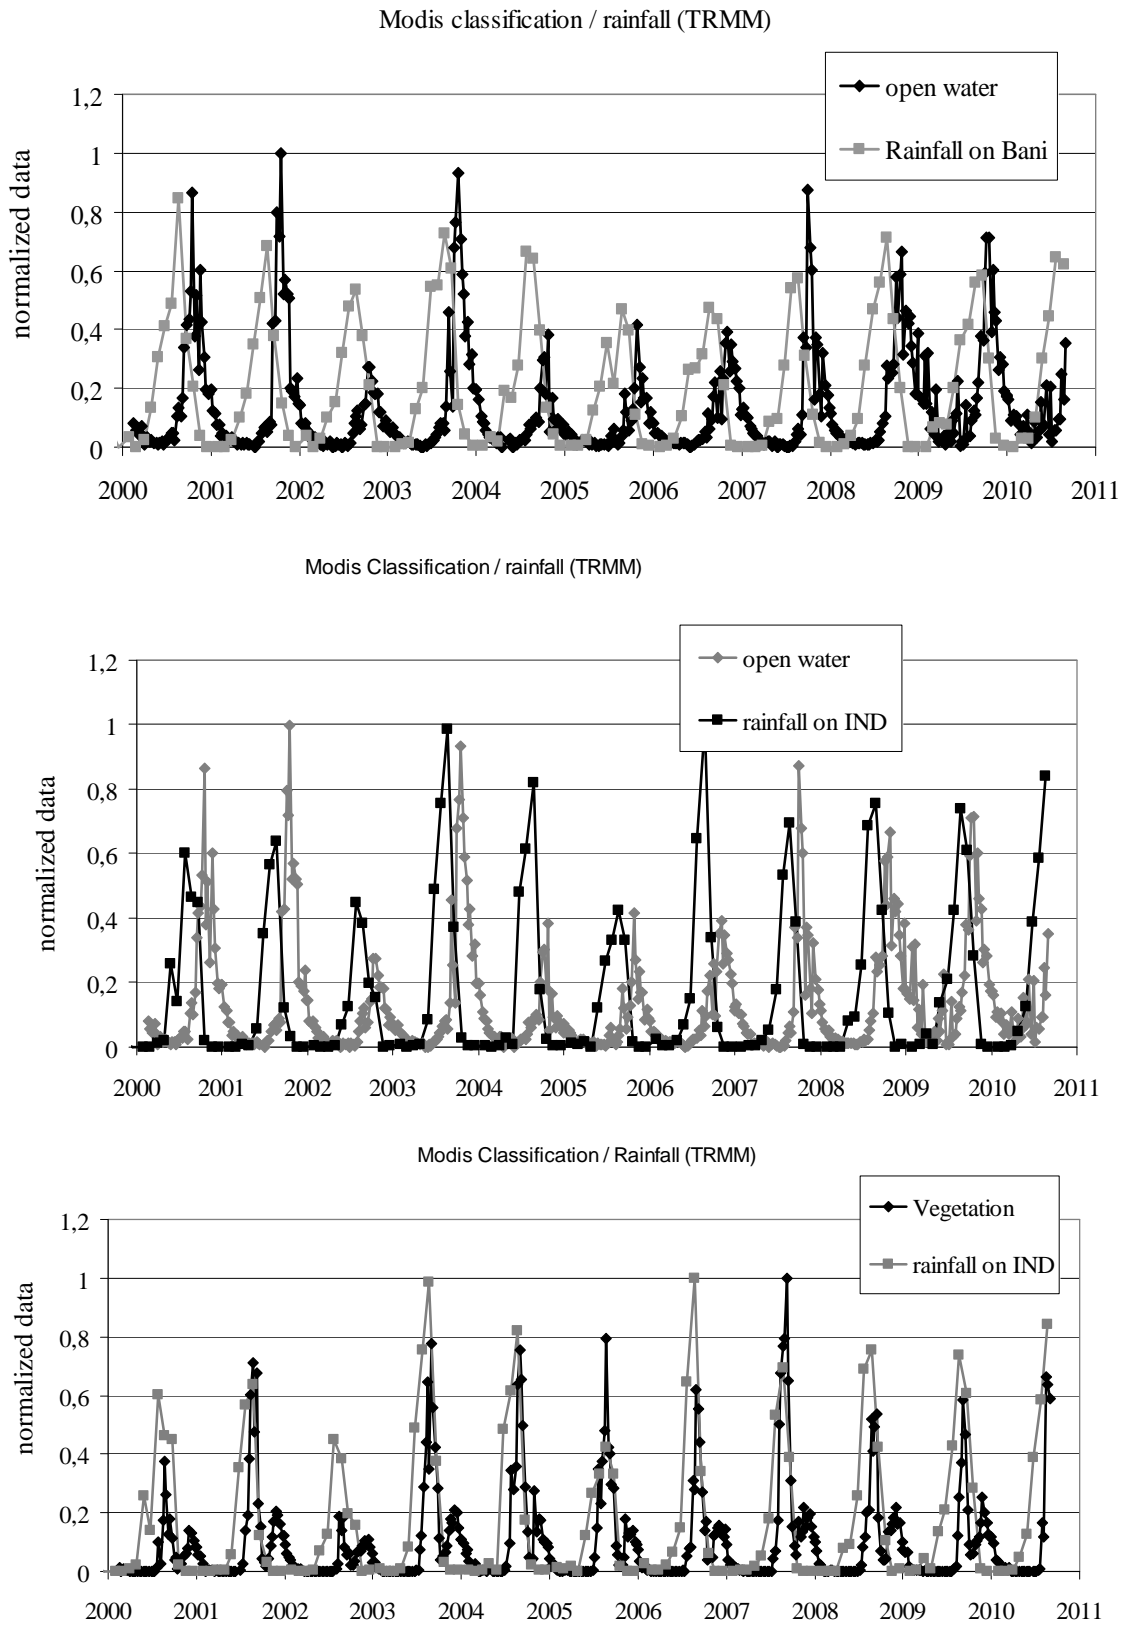 Modis classification / rainfall (TRMM)
open water
Rainfall on Bani
normalized data
1,2
1
0,8
0,6
0,4
0,2
0
2000 2001 2002 2003 2004 2005 2006 2007 2008 2009 2010 2011
Modis Classification / rainfall (TRMM)
open water
rainfall on IND
normalized data
1,2
1
0,8
0,6
0,4
0,2
0
2000 2001 2002 2003 2004 2005 2006 2007 2008 2009 2010 2011
Modis Classification / Rainfall (TRMM)
Vegetation
rainfall on IND
normalized data
1,2
1
0,8
0,6
0,4
0,2
0
2000 2001 2002 2003 2004 2005 2006 2007 2008 2009 2010 2011